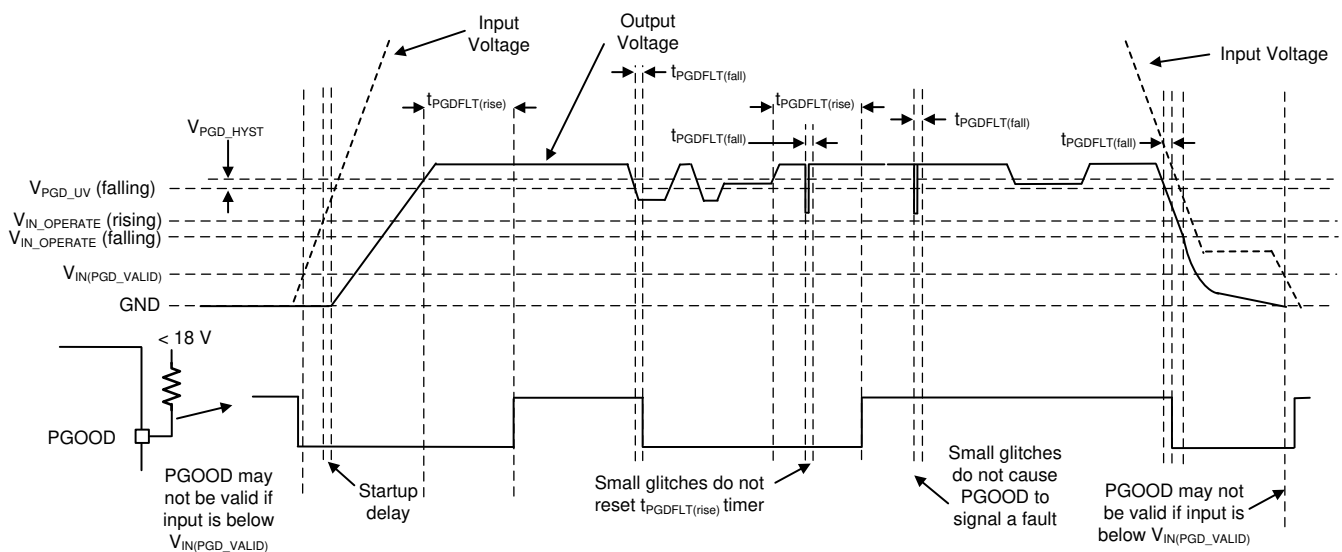 Input
Voltage
Output
Voltage
Input Voltage
tPGDFLT(fall)
tPGDFLT(rise)
tPGDFLT(rise)
tPGDFLT(fall)
tPGDFLT(fall)
tPGDFLT(fall)
VPGD_HYST
VPGD_UV (falling)
VIN_OPERATE (rising)
VIN_OPERATE (falling)
VIN(PGD_VALID)
GND
< 18 V
PGOOD
PGOOD may
not be valid if
input is below
VIN(PGD_VALID)
Startup
delay
Small glitches do not
reset tPGDFLT(rise) timer
Small glitches
do not cause
PGOOD to
signal a fault
PGOOD may not
be valid if input is
below VIN(PGD_VALID)